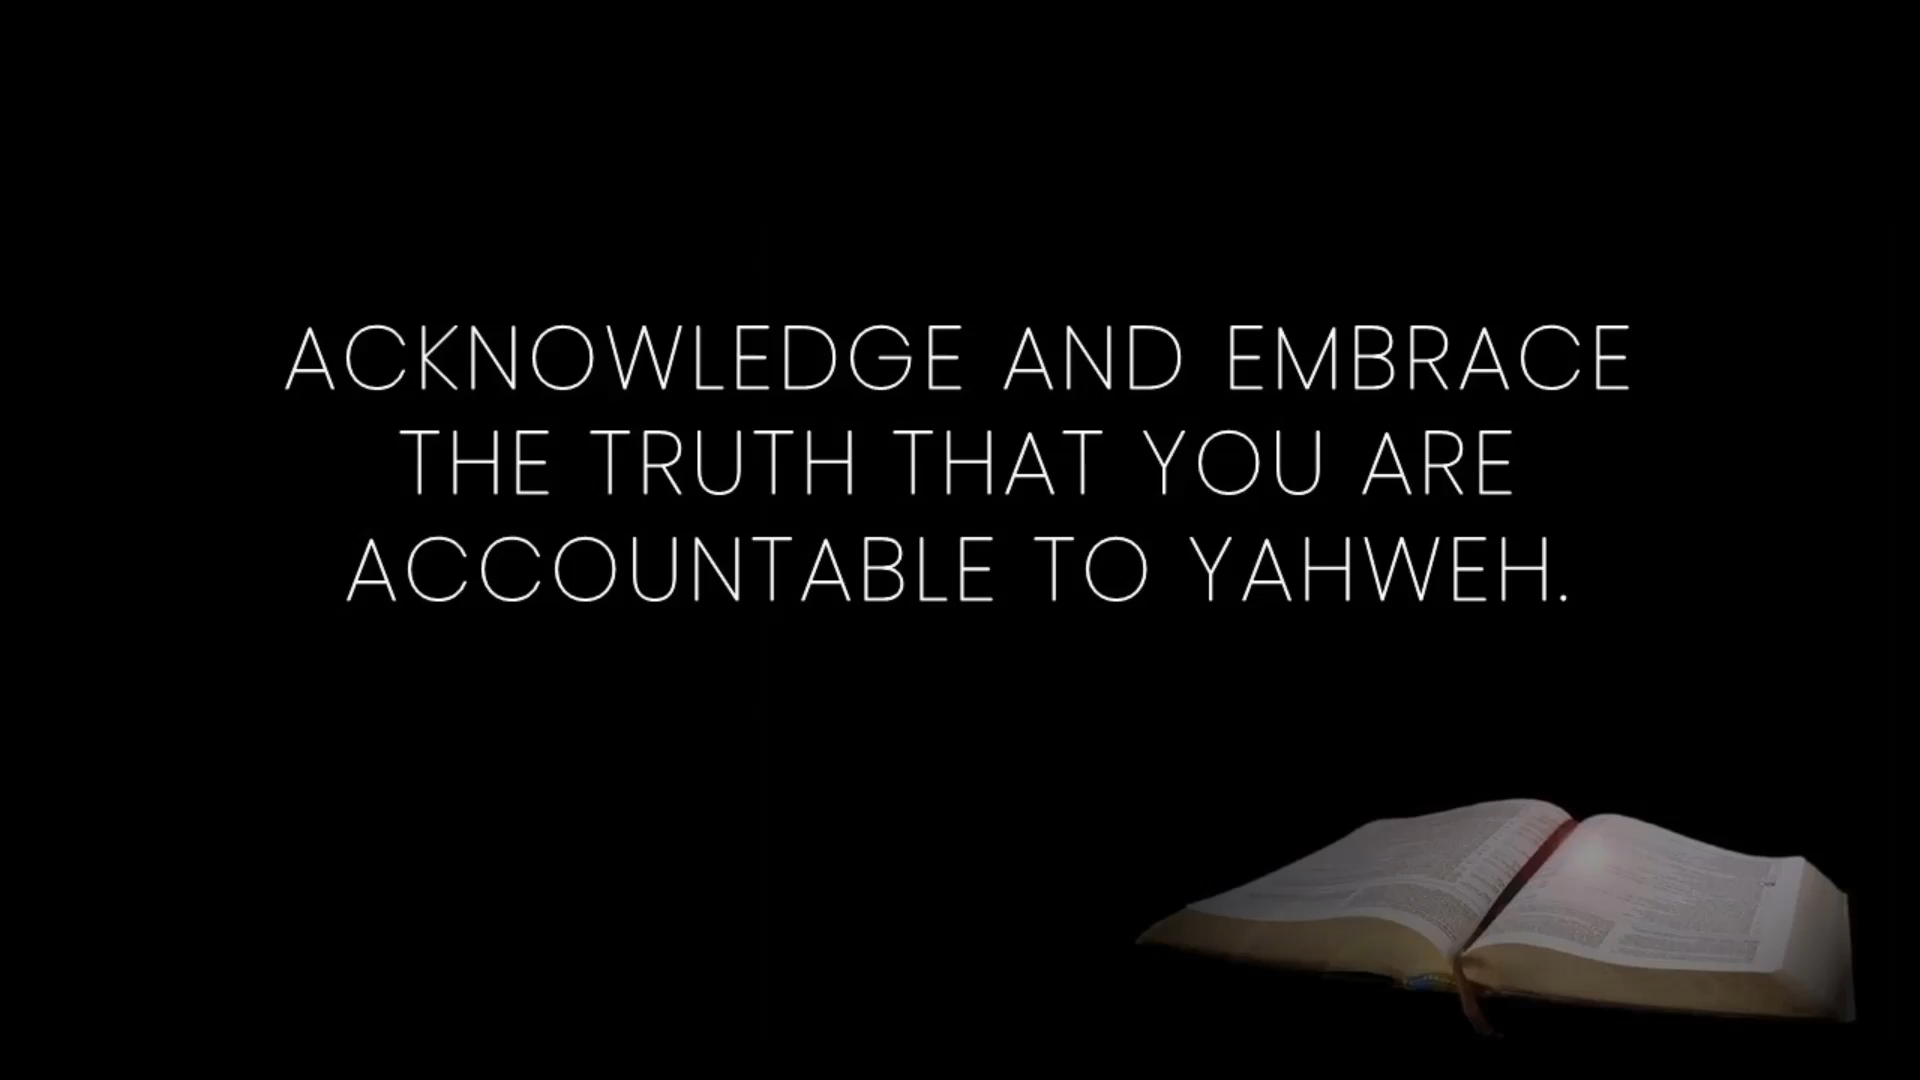 ACKNOWLEDGE AND EMBRACE
THE TRUTH THAT YOU ARE
ACCOUNTABLE TO YAHWEH.